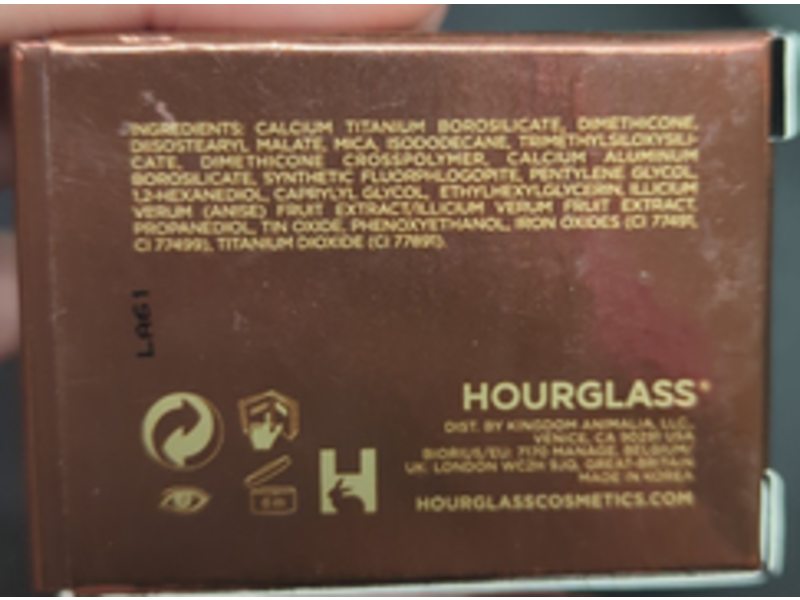 INGREDIENTS: CALCIUM TITANIUM BOROSILICATE, DIMETHICONE,
DIISOSTEARYL MALATE, MICA, ISODODECANE, TRIMETHYLSILOXYSILI-
CATE, DIMETHICONE CROSSPOLYMER, CALCIUM ALUMINUM
BOROSILICATE, SYNTHETIC FLUORPHLOGOPITE, PENTYLENE GLYCOL,
1,2-HEXANEDIOL, CAPRYLYL GLYCOL, ETHYLHEXYLGLYCERIN, ILLICIUM
VERUM (ANISE) FRUIT EXTRACT/ILLICIUM VERUM FRUIT EXTRACT,
PROPANEDIOL, TIN OXIDE, PHENOXYETHANOL, IRON OXIDES (CI 77491,
CI 77499), TITANIUM DIOXIDE (CI 77891).
LA61
HOURGLASS®
DIST. BY KINGDOM ANIMALIA, LLC.
VENICE, CA 90291 USA
BIORIUS/EU: 7170 MANAGE, BELGIUM/
UK: LONDON WC2H 9JQ, GREAT-BRITAIN
MADE IN KOREA
H
HOURGLASSCOSMETICS.COM